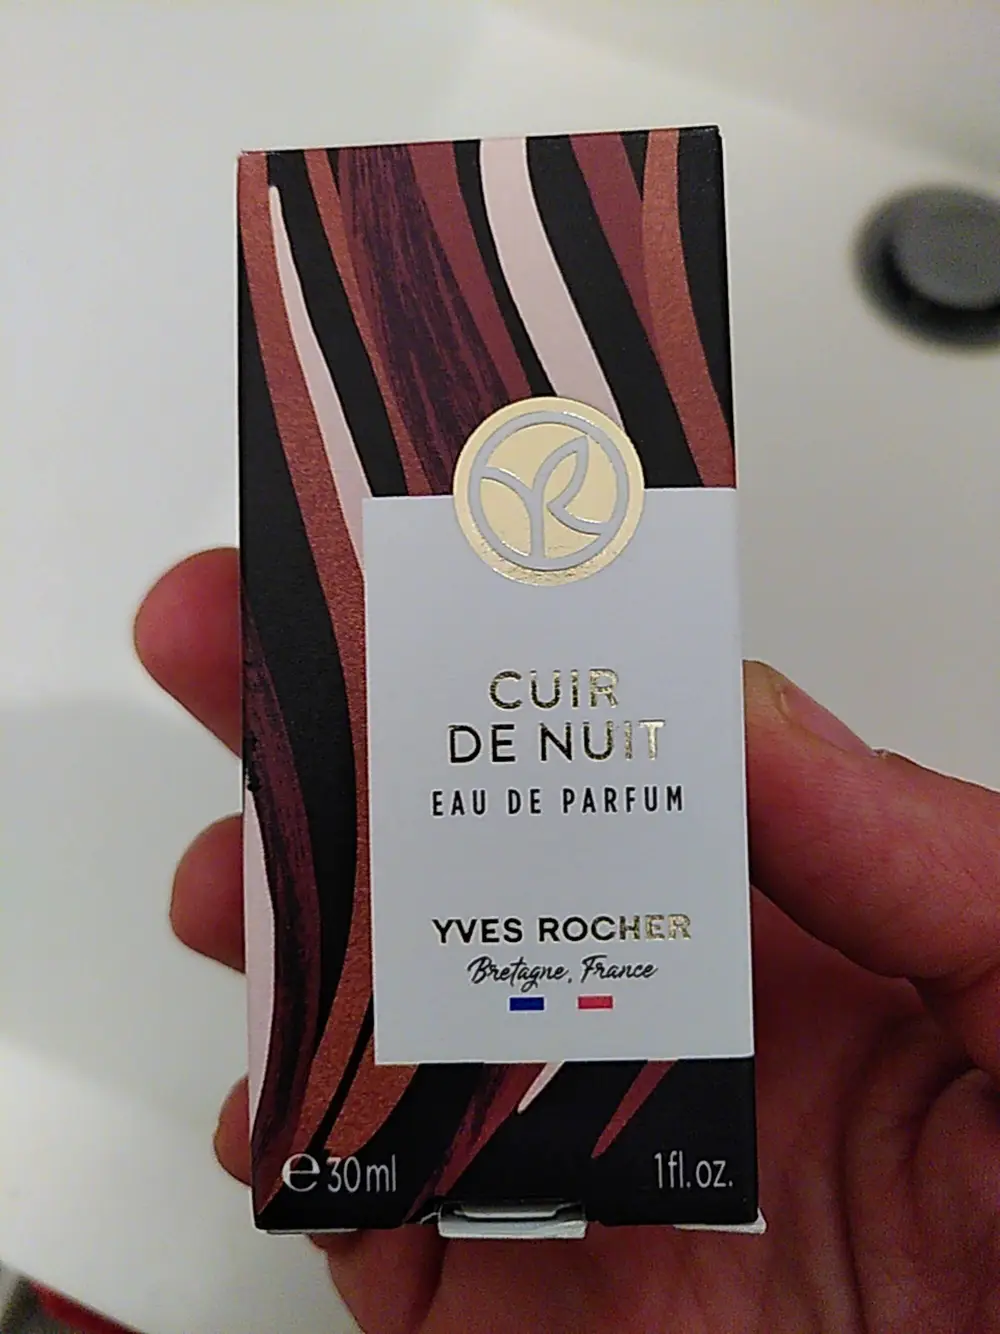 CUIR
DE NUIT
EAU DE PARFUM
YVES ROCHER
Bretagne, France
℮30ml
1fl.oz.